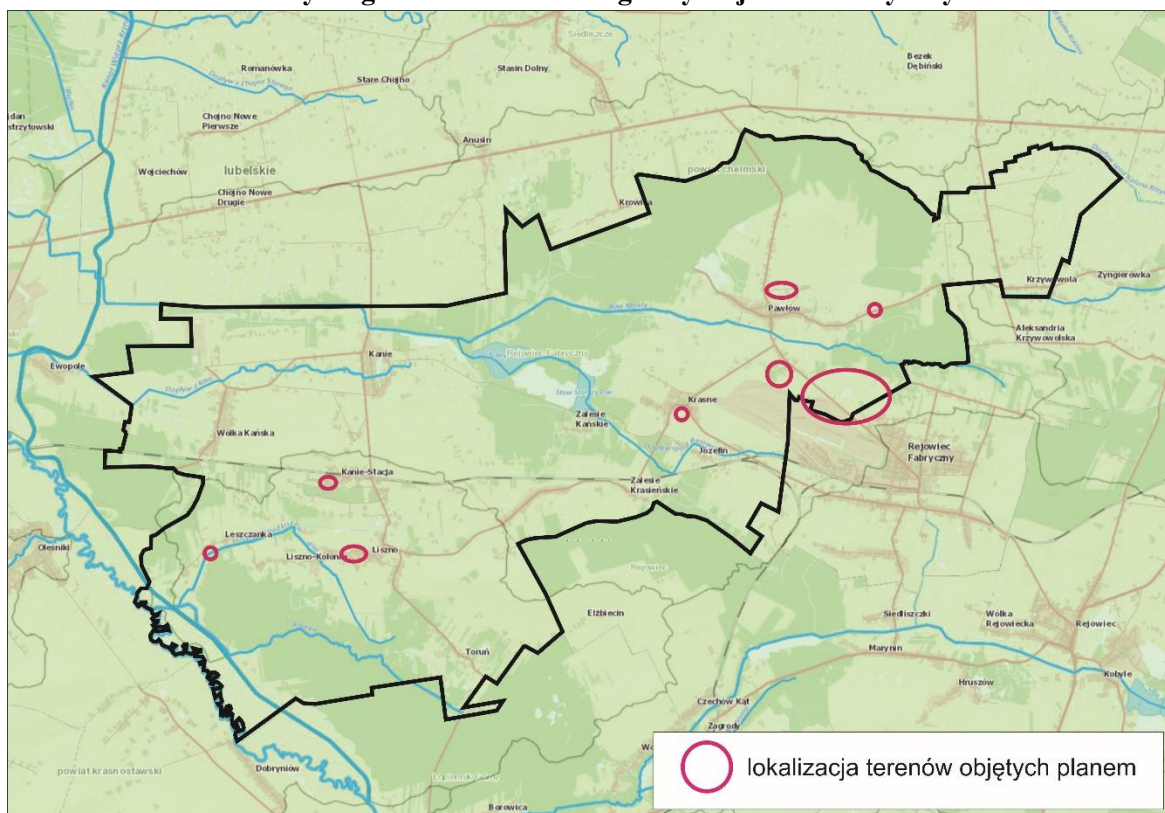 Siedliszcze
Bezek
Dębiński
Romanówka
Stasin Dolny
Stare Chojno
Chojno Nowe
Pierwsze
Anusin
Wojciechów
lubelskie
powiat chełmski
Chojno Nowe
Drugie
Krowica
Krzywowola
Zyngierówka
Pawłów
Aleksandria
Krzywowolska
Ewopole
Kanie
Rejowiec Fabryczny
Krasne
Zalesie
Kańskie
Wólka Kańska
Józefin
Rejowiec
Fabryczny
Kanie-Stacja
Zalesie
Krasieńskie
Leszczanka
Oleśniki
Liszno-Kolonia
Liszno
Rejowiec
Elżbiecin
Siedliszczki
Wólka
Rejowiecka
Rejowiec
Toruń
Marynin
Kobyle
Hruszów
Czechów Kąt
Zagrody
lokalizacja terenów objętych planem
powiat krasnostawski
Dobryniów
Łopiennik Górny
Borowica